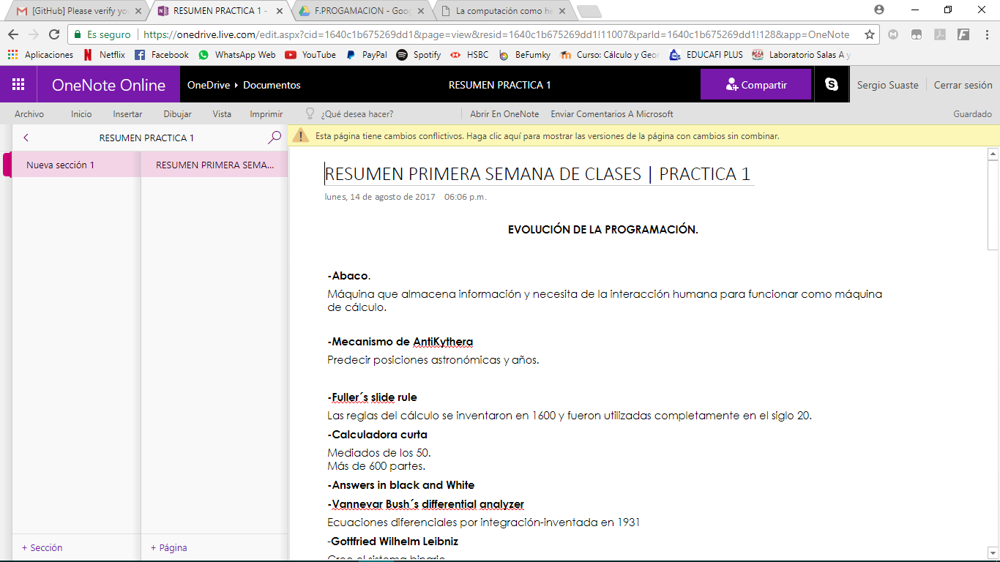 [GitHub] Please verify yo
RESUMEN PRACTICA 1 -
F.PROGAMACION - Goo
La computación como he
Es seguro
https://onedrive.live.com/edit.aspx?cid=1640c1b675269dd1&page=view&resid=1640c1b675269dd1!11007&parId=1640c1b675269dd1!128&app=OneNote
Aplicaciones
Netflix
Facebook
WhatsApp Web
YouTube
PayPal
Spotify
HSBC
BeFumky
Curso: Cálculo y Geor
EDUCAFI PLUS
Laboratorio Salas A y
OneNote Online
OneDrive
Documentos
RESUMEN PRACTICA 1
Compartir
Sergio Suaste
Cerrar sesión
Archivo
Inicio
Insertar
Dibujar
Vista
Imprimir
¿Qué desea hacer?
Abrir En OneNote
Enviar Comentarios A Microsoft
Guardado
RESUMEN PRACTICA 1
Nueva sección 1
RESUMEN PRIMERA SEMA...
+ Sección
+ Página
Esta página tiene cambios conflictivos. Haga clic aquí para mostrar las versiones de la página con cambios sin combinar.
RESUMEN PRIMERA SEMANA DE CLASES | PRACTICA 1
lunes, 14 de agosto de 2017 06:06 p.m.
EVOLUCIÓN DE LA PROGRAMACIÓN.
-Abaco.
Máquina que almacena información y necesita de la interacción humana para funcionar como máquina
de cálculo.
-Mecanismo de AntiKythera
Predecir posiciones astronómicas y años.
-Fuller´s slide rule
Las reglas del cálculo se inventaron en 1600 y fueron utilizadas completamente en el siglo 20.
-Calculadora curta
Mediados de los 50.
Más de 600 partes.
-Answers in black and White
-Vannevar Bush´s differential analyzer
Ecuaciones diferenciales por integración-inventada en 1931
-Gottfried Wilhelm Leibniz
Creo el sistema binario